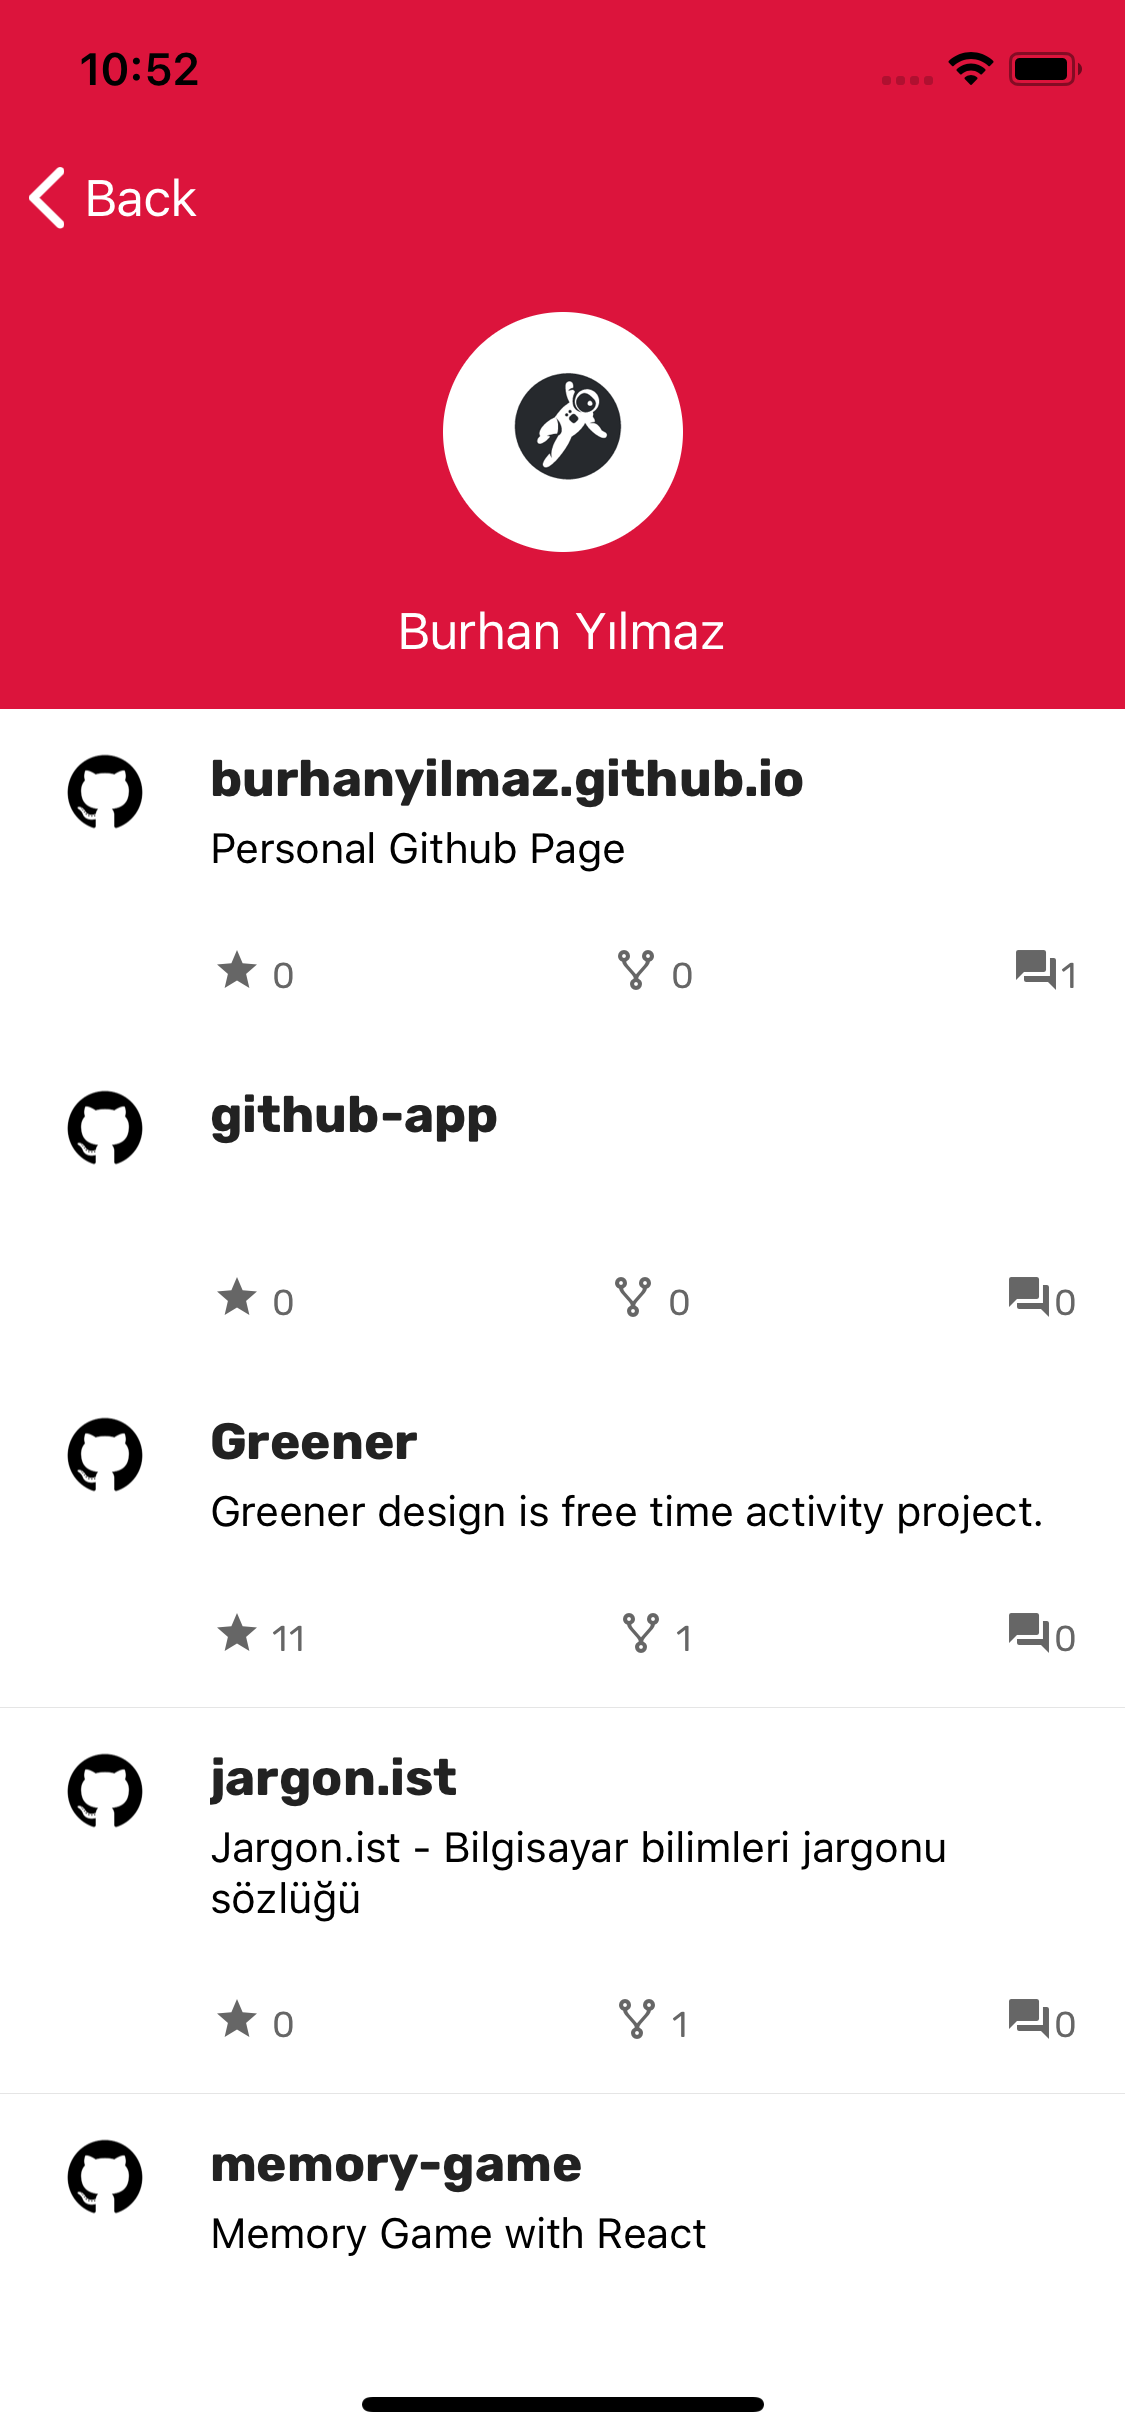 10:52
Back
Burhan Yılmaz
burhanyilmaz.github.io
Personal Github Page
0 0 1
github-app
0 0 0
Greener
Greener design is free time activity project.
11 1 0
jargon.ist
Jargon.ist - Bilgisayar bilimleri jargonu
sözlüğü
0 1 0
memory-game
Memory Game with React